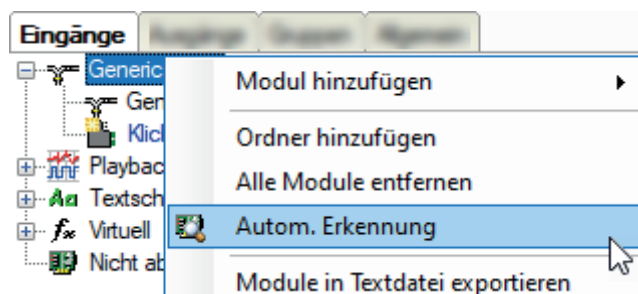 Eingänge
Generic
Modul hinzufügen
Gen
Klic
Ordner hinzufügen
Playbac
Alle Module entfernen
Textsch
Virtuell
Autom. Erkennung
Nicht ab
Module in Textdatei exportieren